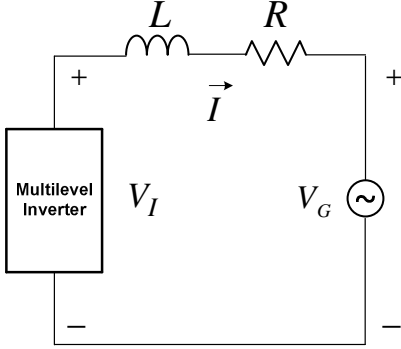 L R
+ +
I
Multilevel
Inverter
V_I
V_G
~
− −